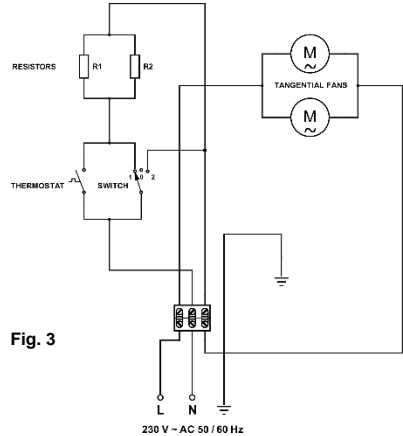 RESISTORS R1 R2
M
~
TANGENTIAL FANS
M
~
THERMOSTAT SWITCH 1 0 2
Fig. 3
L N
230 V ~ AC 50 / 60 Hz